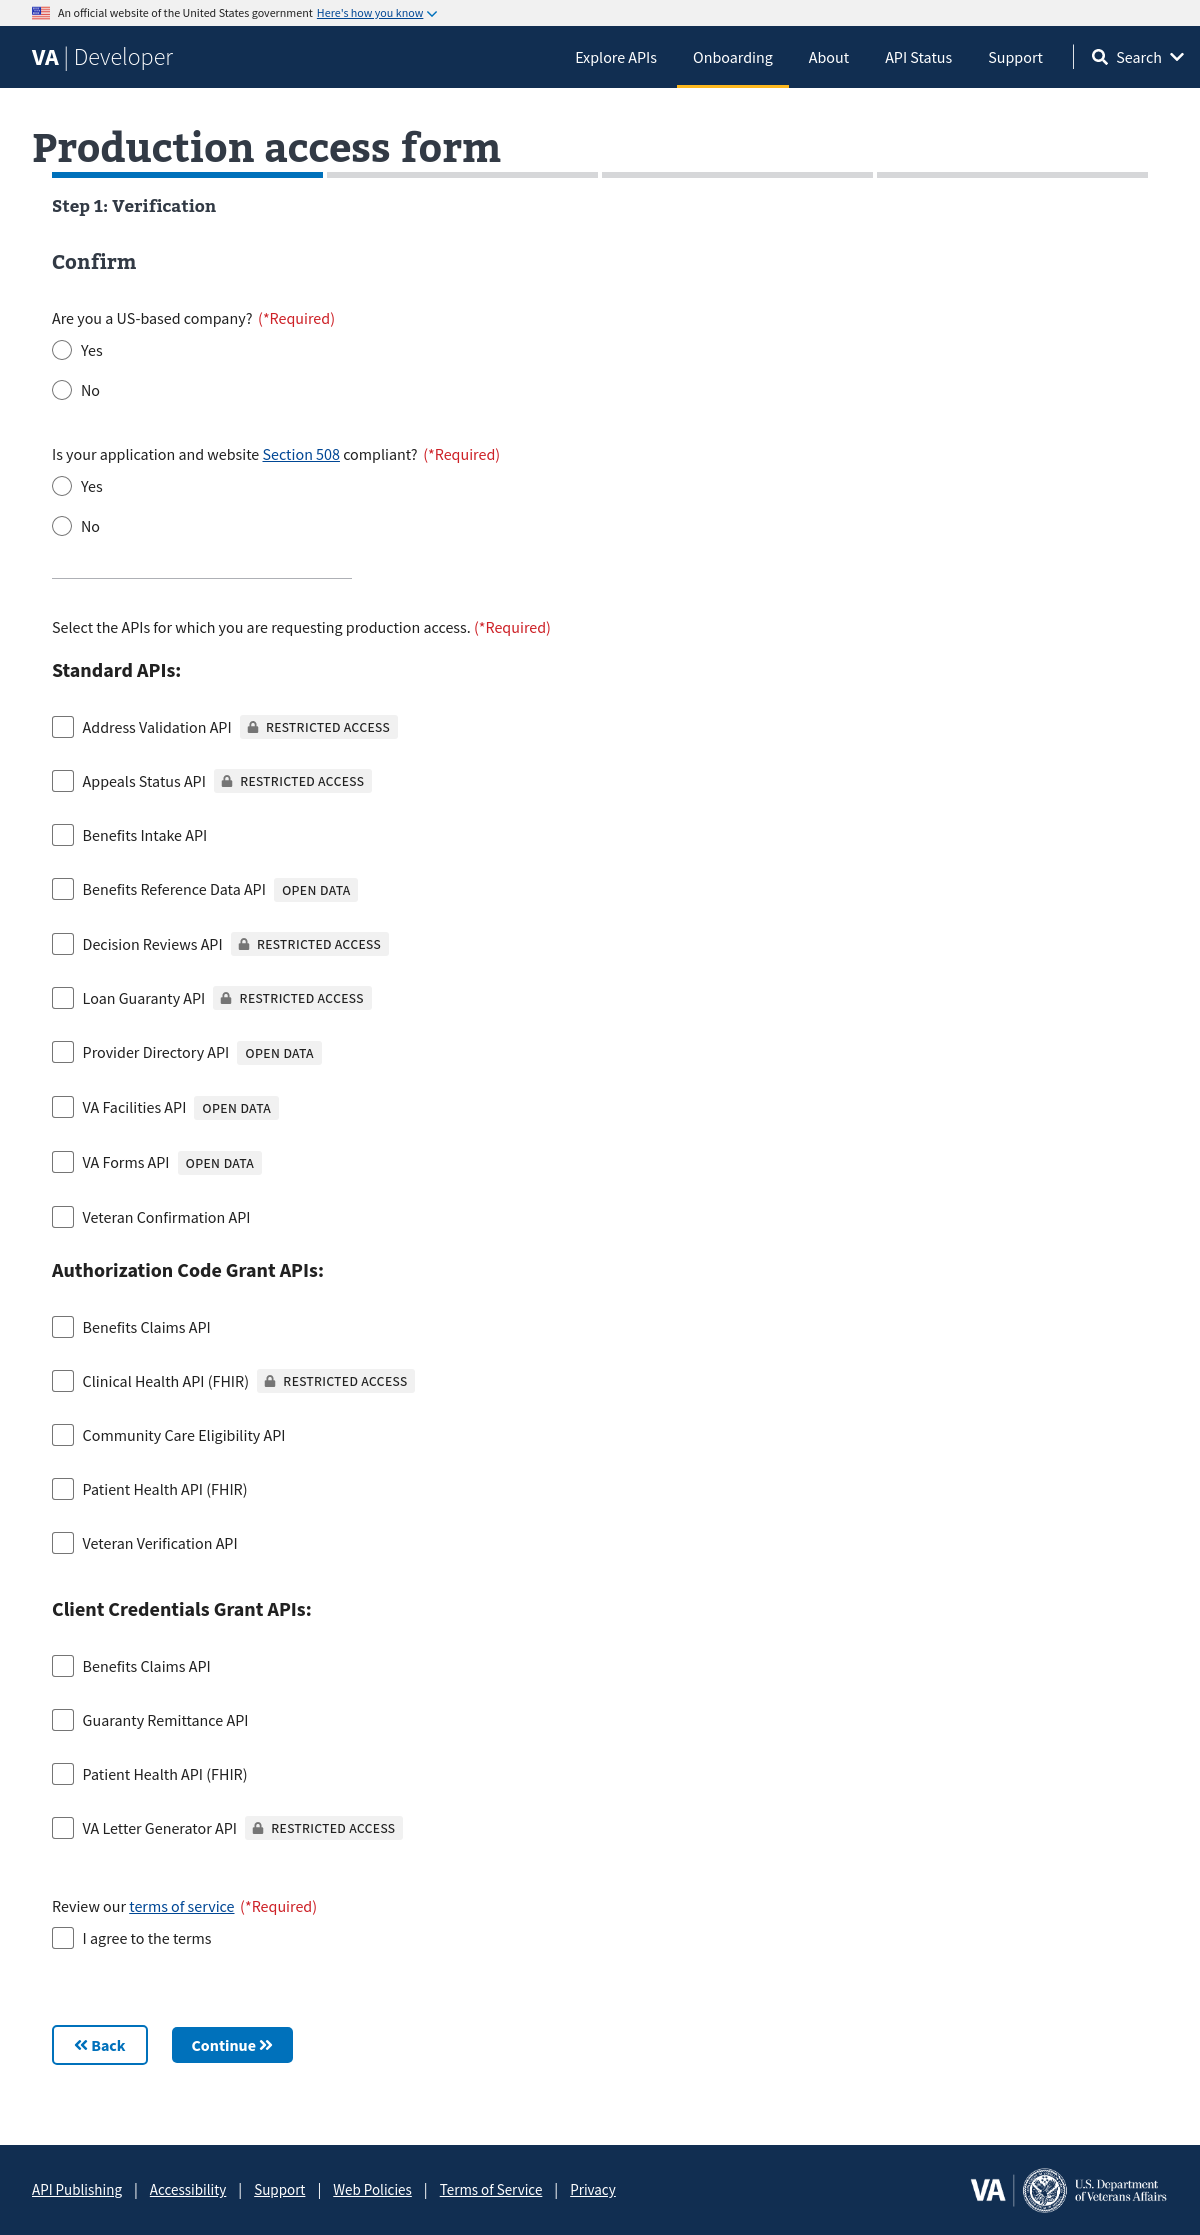 An official website of the United States government Here's how you know
VA | Developer
Explore APIs Onboarding About API Status Support Search
Production access form
Step 1: Verification
Confirm
Are you a US-based company? (*Required)
Yes
No
Is your application and website Section 508 compliant? (*Required)
Yes
No
Select the APIs for which you are requesting production access. (*Required)
Standard APIs:
Address Validation API RESTRICTED ACCESS
Appeals Status API RESTRICTED ACCESS
Benefits Intake API
Benefits Reference Data API OPEN DATA
Decision Reviews API RESTRICTED ACCESS
Loan Guaranty API RESTRICTED ACCESS
Provider Directory API OPEN DATA
VA Facilities API OPEN DATA
VA Forms API OPEN DATA
Veteran Confirmation API
Authorization Code Grant APIs:
Benefits Claims API
Clinical Health API (FHIR) RESTRICTED ACCESS
Community Care Eligibility API
Patient Health API (FHIR)
Veteran Verification API
Client Credentials Grant APIs:
Benefits Claims API
Guaranty Remittance API
Patient Health API (FHIR)
VA Letter Generator API RESTRICTED ACCESS
Review our terms of service (*Required)
I agree to the terms
Back Continue
API Publishing | Accessibility | Support | Web Policies | Terms of Service | Privacy
VA | U.S. Department
of Veterans Affairs